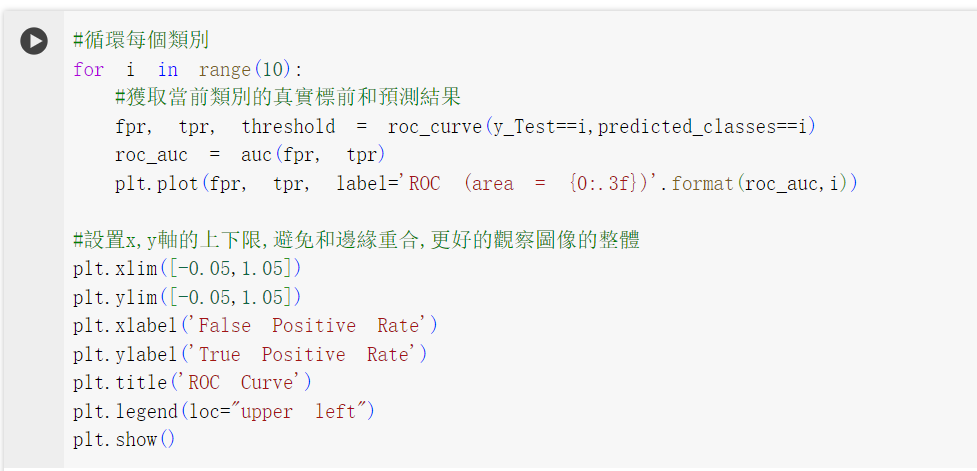 #循環每個類別
for i in range(10):
    #獲取當前類別的真實標前和預測結果
    fpr, tpr, threshold = roc_curve(y_Test==i,predicted_classes==i)
    roc_auc = auc(fpr, tpr)
    plt.plot(fpr, tpr, label='ROC (area = {0:.3f})'.format(roc_auc,i))
#設置x,y軸的上下限,避免和邊緣重合,更好的觀察圖像的整體
plt.xlim([-0.05,1.05])
plt.ylim([-0.05,1.05])
plt.xlabel('False Positive Rate')
plt.ylabel('True Positive Rate')
plt.title('ROC Curve')
plt.legend(loc="upper left")
plt.show()